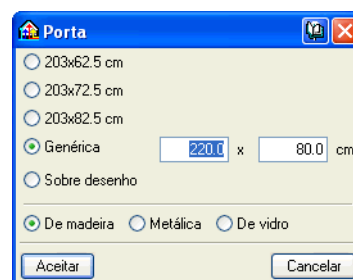 Porta
203x62.5 cm
203x72.5 cm
203x82.5 cm
Genérica 220.0 x 80.0 cm
Sobre desenho
De madeira Metálica De vidro
Aceitar Cancelar